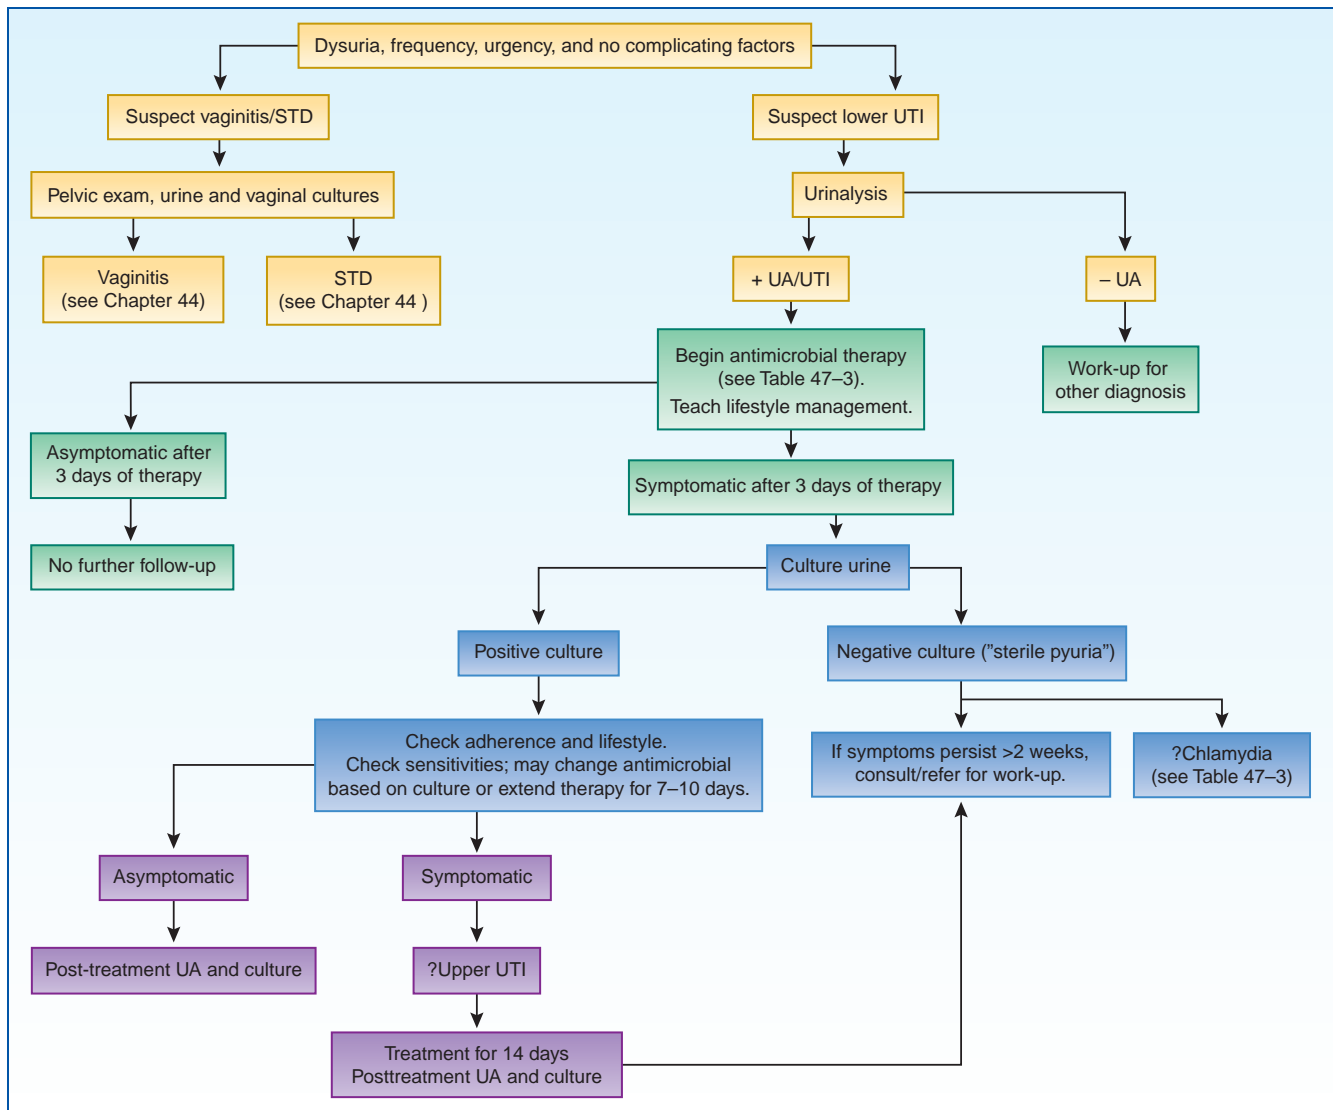 Dysuria, frequency, urgency, and no complicating factors
Suspect vaginitis/STD
Suspect lower UTI
Pelvic exam, urine and vaginal cultures
Urinalysis
Vaginitis
(see Chapter 44)
STD
(see Chapter 44 )
+ UA/UTI
– UA
Begin antimicrobial therapy
(see Table 47–3).
Teach lifestyle management.
Work-up for
other diagnosis
Asymptomatic after
3 days of therapy
Symptomatic after 3 days of therapy
No further follow-up
Culture urine
Positive culture
Negative culture (”sterile pyuria”)
Check adherence and lifestyle.
Check sensitivities; may change antimicrobial
based on culture or extend therapy for 7–10 days.
If symptoms persist >2 weeks,
consult/refer for work-up.
?Chlamydia
(see Table 47–3)
Asymptomatic
Symptomatic
Post-treatment UA and culture
?Upper UTI
Treatment for 14 days
Posttreatment UA and culture